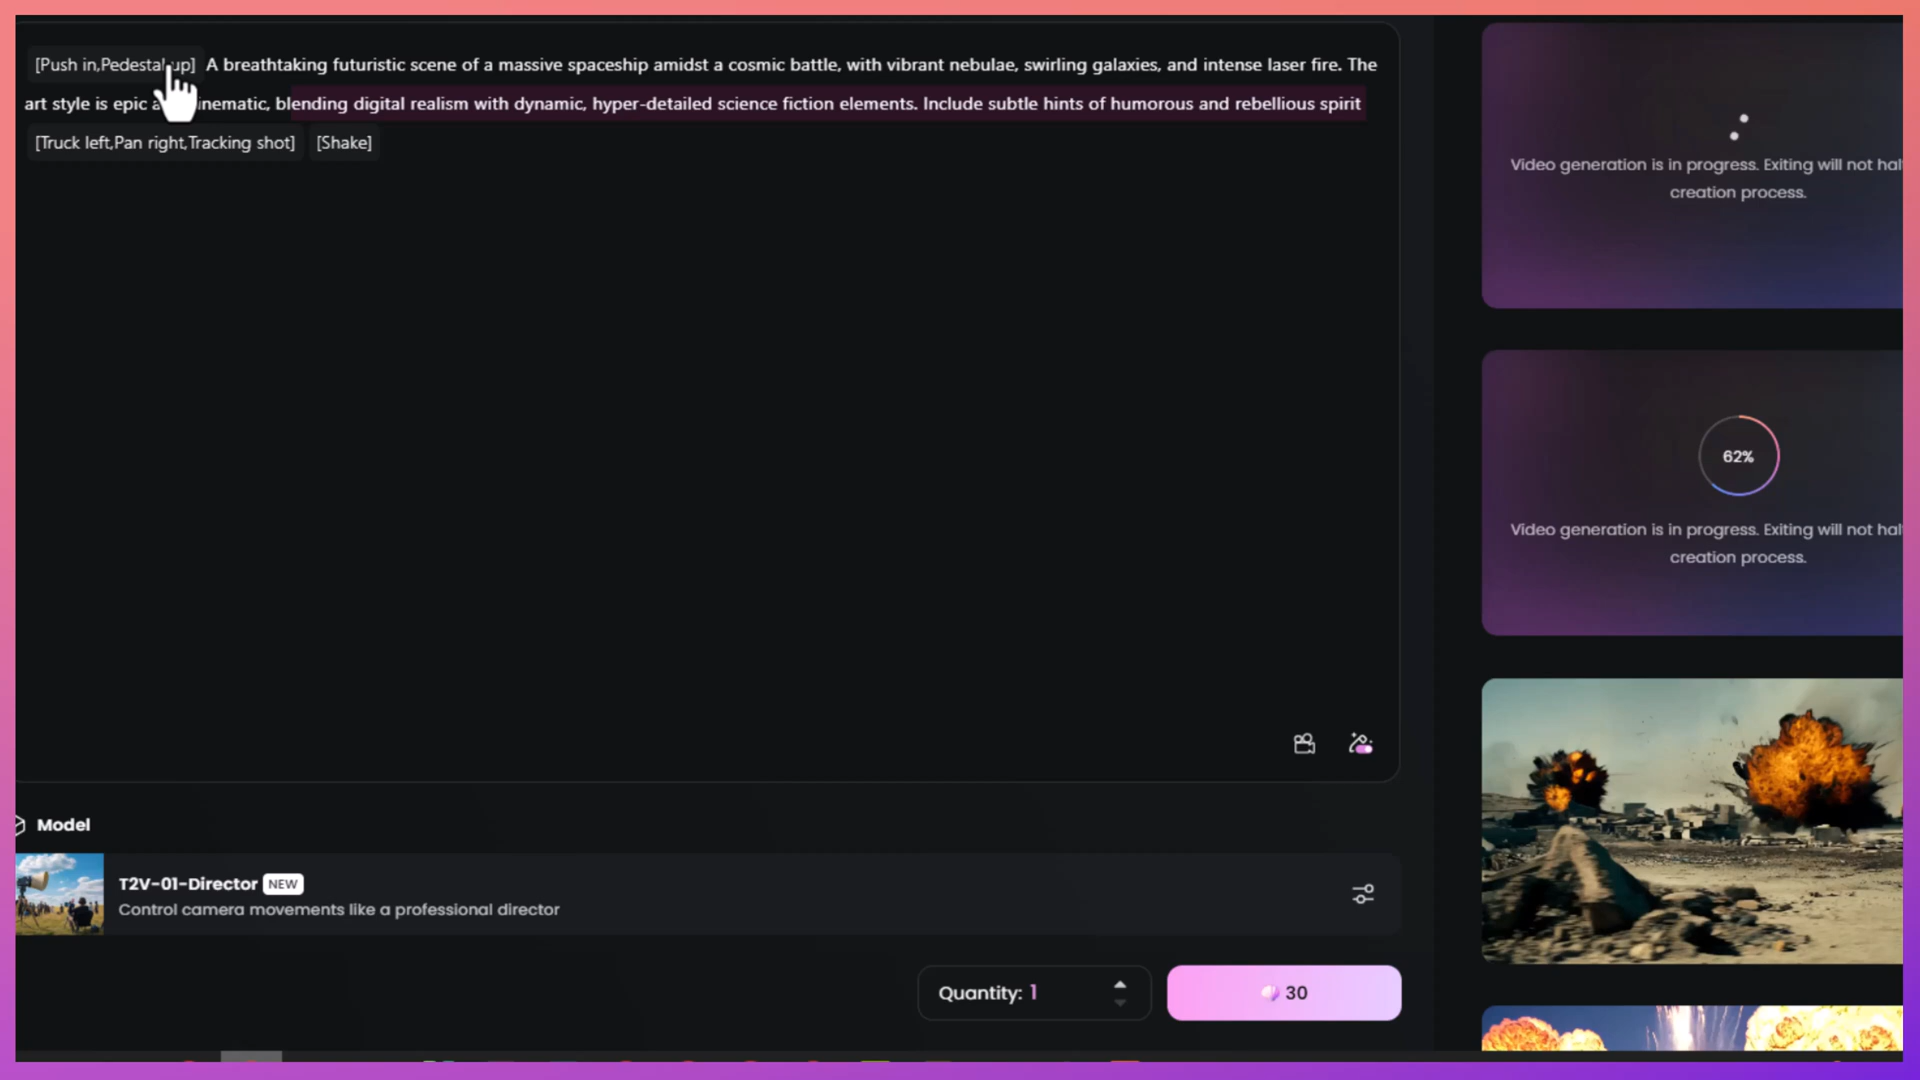 [Push in,Pedestal up] A breathtaking futuristic scene of a massive spaceship amidst a cosmic battle, with vibrant nebulae, swirling galaxies, and intense laser fire. The
art style is epic inematic, blending digital realism with dynamic, hyper-detailed science fiction elements. Include subtle hints of humorous and rebellious spirit
[Truck left,Pan right,Tracking shot] [Shake]
Video generation is in progress. Exiting will not hal
creation process.
62%
Video generation is in progress. Exiting will not hal
creation process.
Model
T2V-01-Director NEW
Control camera movements like a professional director
Quantity: 1
30